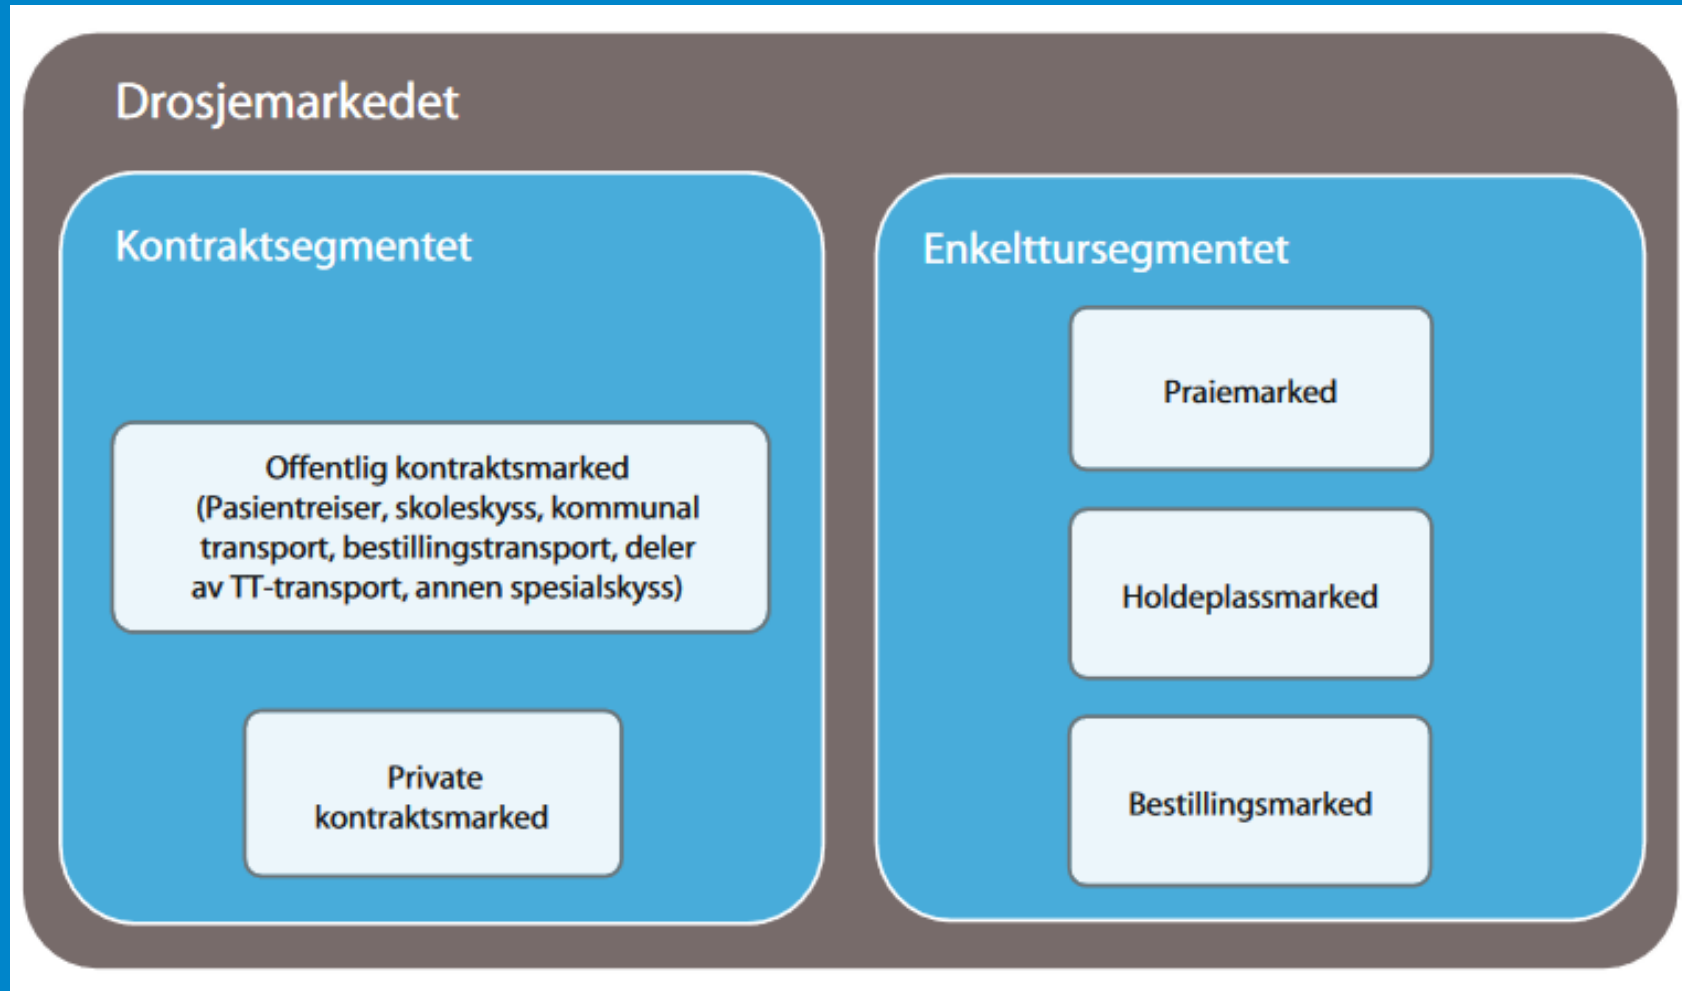 Drosjemarkedet
Kontraktsegmentet
Offentlig kontraktsmarked
(Pasientreiser, skoleskyss, kommunal
transport, bestillingstransport, deler
av TT-transport, annen spesialskyss)
Private
kontraktsmarked
Enkelttursegmentet
Praiemarked
Holdeplassmarked
Bestillingsmarked